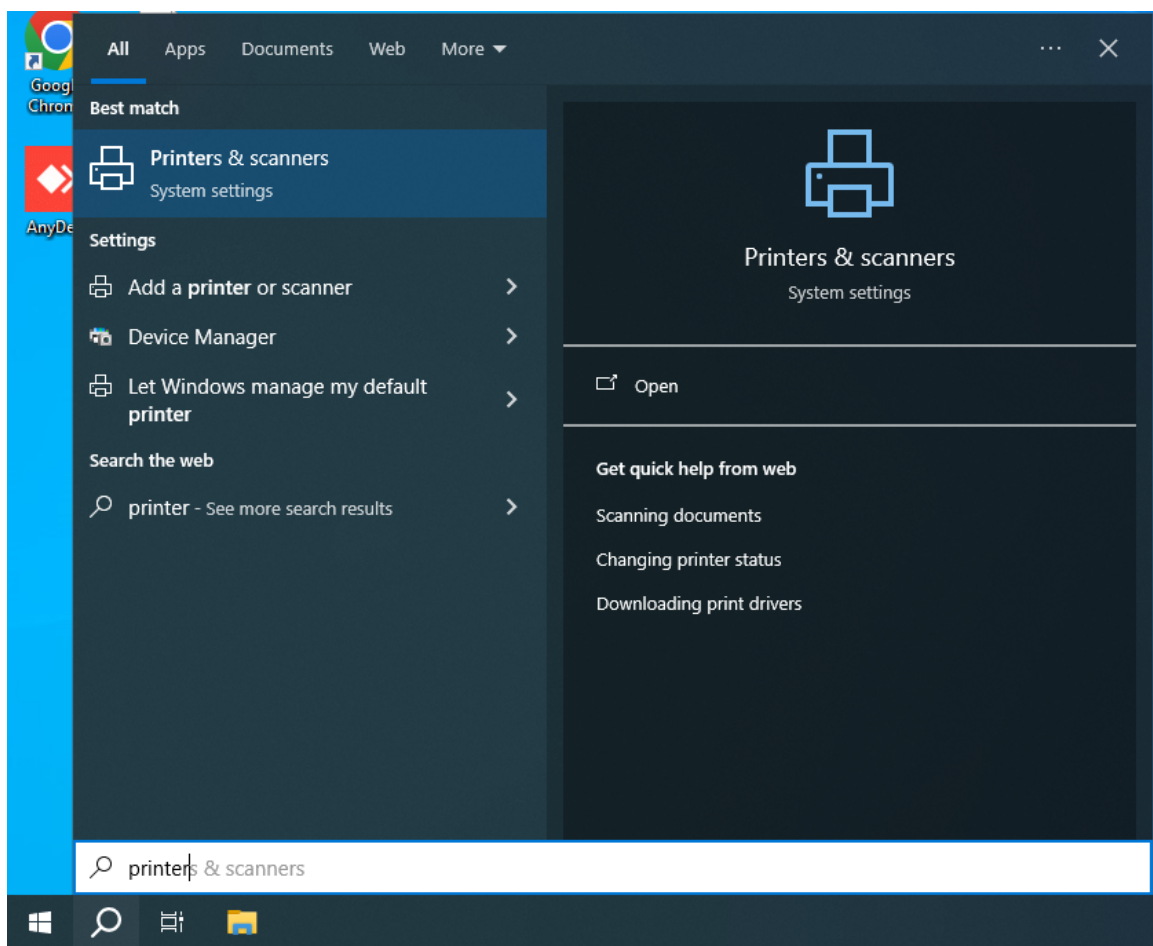 All Apps Documents Web More
Goog
Chron
Best match
Printers & scanners
System settings
AnyDe
Settings
Add a printer or scanner
Device Manager
Let Windows manage my default
printer
Search the web
printer - See more search results
Printers & scanners
System settings
Open
Get quick help from web
Scanning documents
Changing printer status
Downloading print drivers
printers & scanners